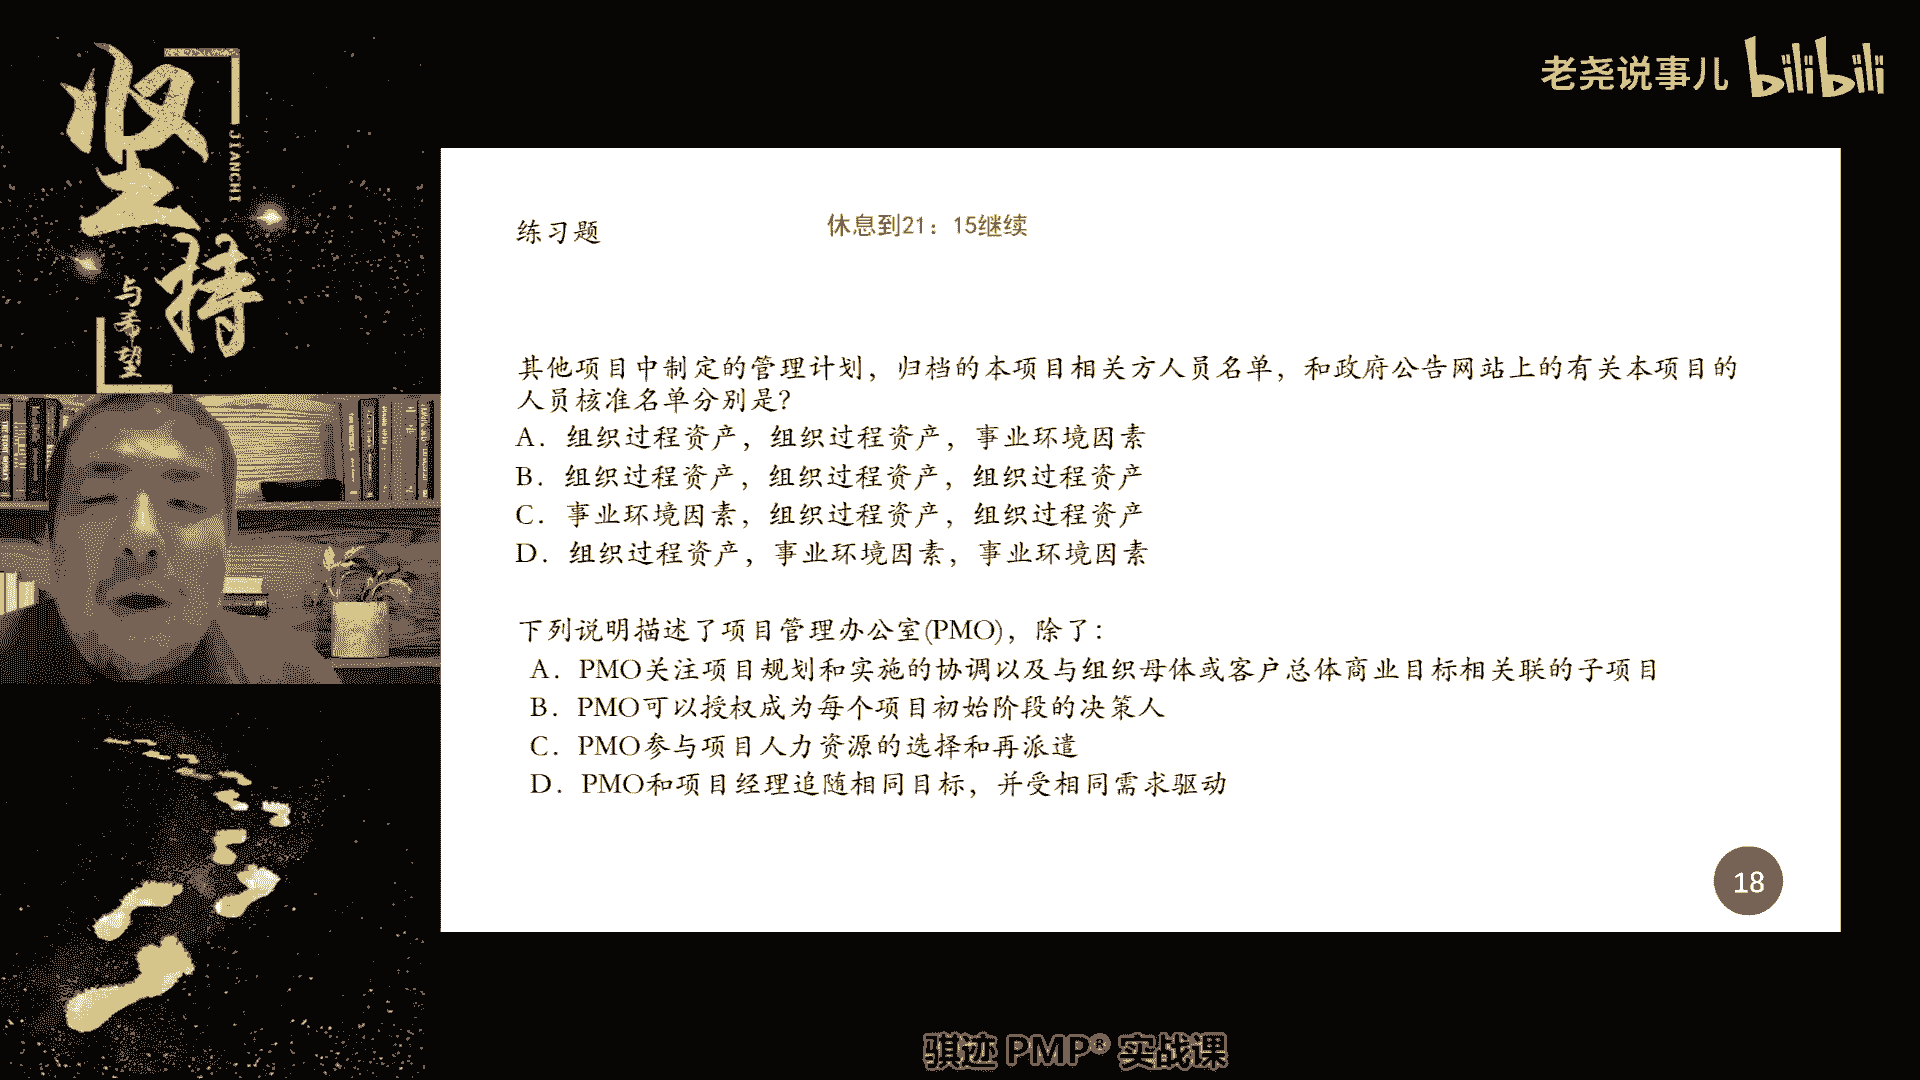 坚持
JIANCHI
与希望
老尧说事儿 bilibili
练习题
休息到21：15继续
其他项目中制定的管理计划，归档的本项目相关方人员名单，和政府公告网站上的有关本项目的
人员核准名单分别是？
A．组织过程资产，组织过程资产，事业环境因素
B．组织过程资产，组织过程资产，组织过程资产
C．事业环境因素，组织过程资产，组织过程资产
D．组织过程资产，事业环境因素，事业环境因素
下列说明描述了项目管理办公室(PMO)，除了：
A．PMO关注项目规划和实施的协调以及与组织母体或客户总体商业目标相关联的子项目
B．PMO可以授权成为每个项目初始阶段的决策人
C．PMO参与项目人力资源的选择和再派遣
D．PMO和项目经理追随相同目标，并受相同需求驱动
18
骐迹 PMP® 实战课